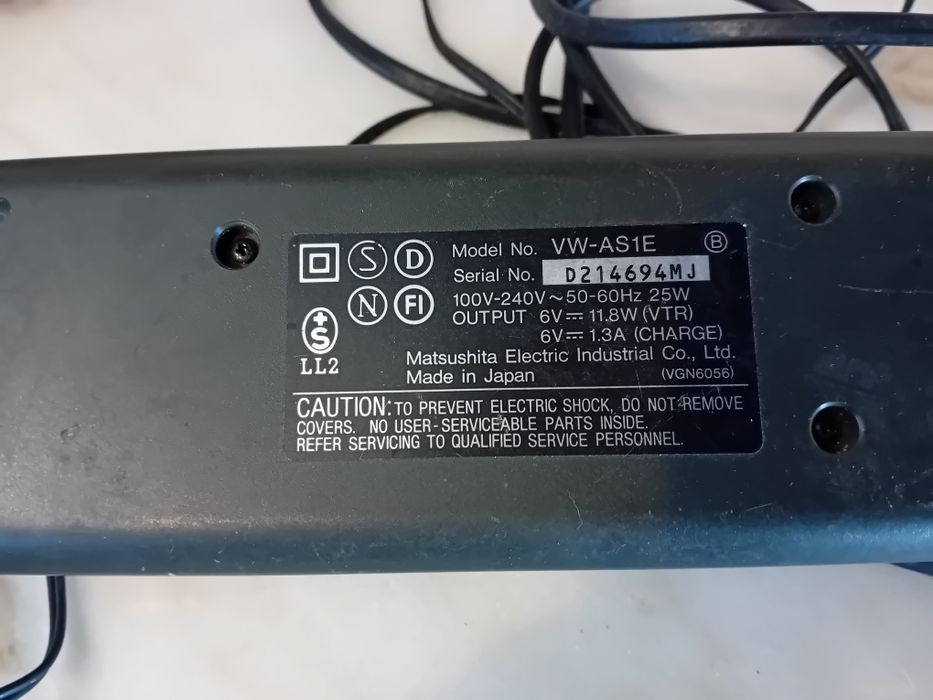 S D Model No. VW-AS1E B
Serial No. D214694MJ
N FI 100V-240V~50-60Hz 25W
OUTPUT 6V⎓ 11.8W (VTR)
6V⎓ 1.3A (CHARGE)
+S
LL2
Matsushita Electric Industrial Co., Ltd.
Made in Japan (VGN6056)
CAUTION: TO PREVENT ELECTRIC SHOCK, DO NOT REMOVE
COVERS. NO USER-SERVICEABLE PARTS INSIDE.
REFER SERVICING TO QUALIFIED SERVICE PERSONNEL.